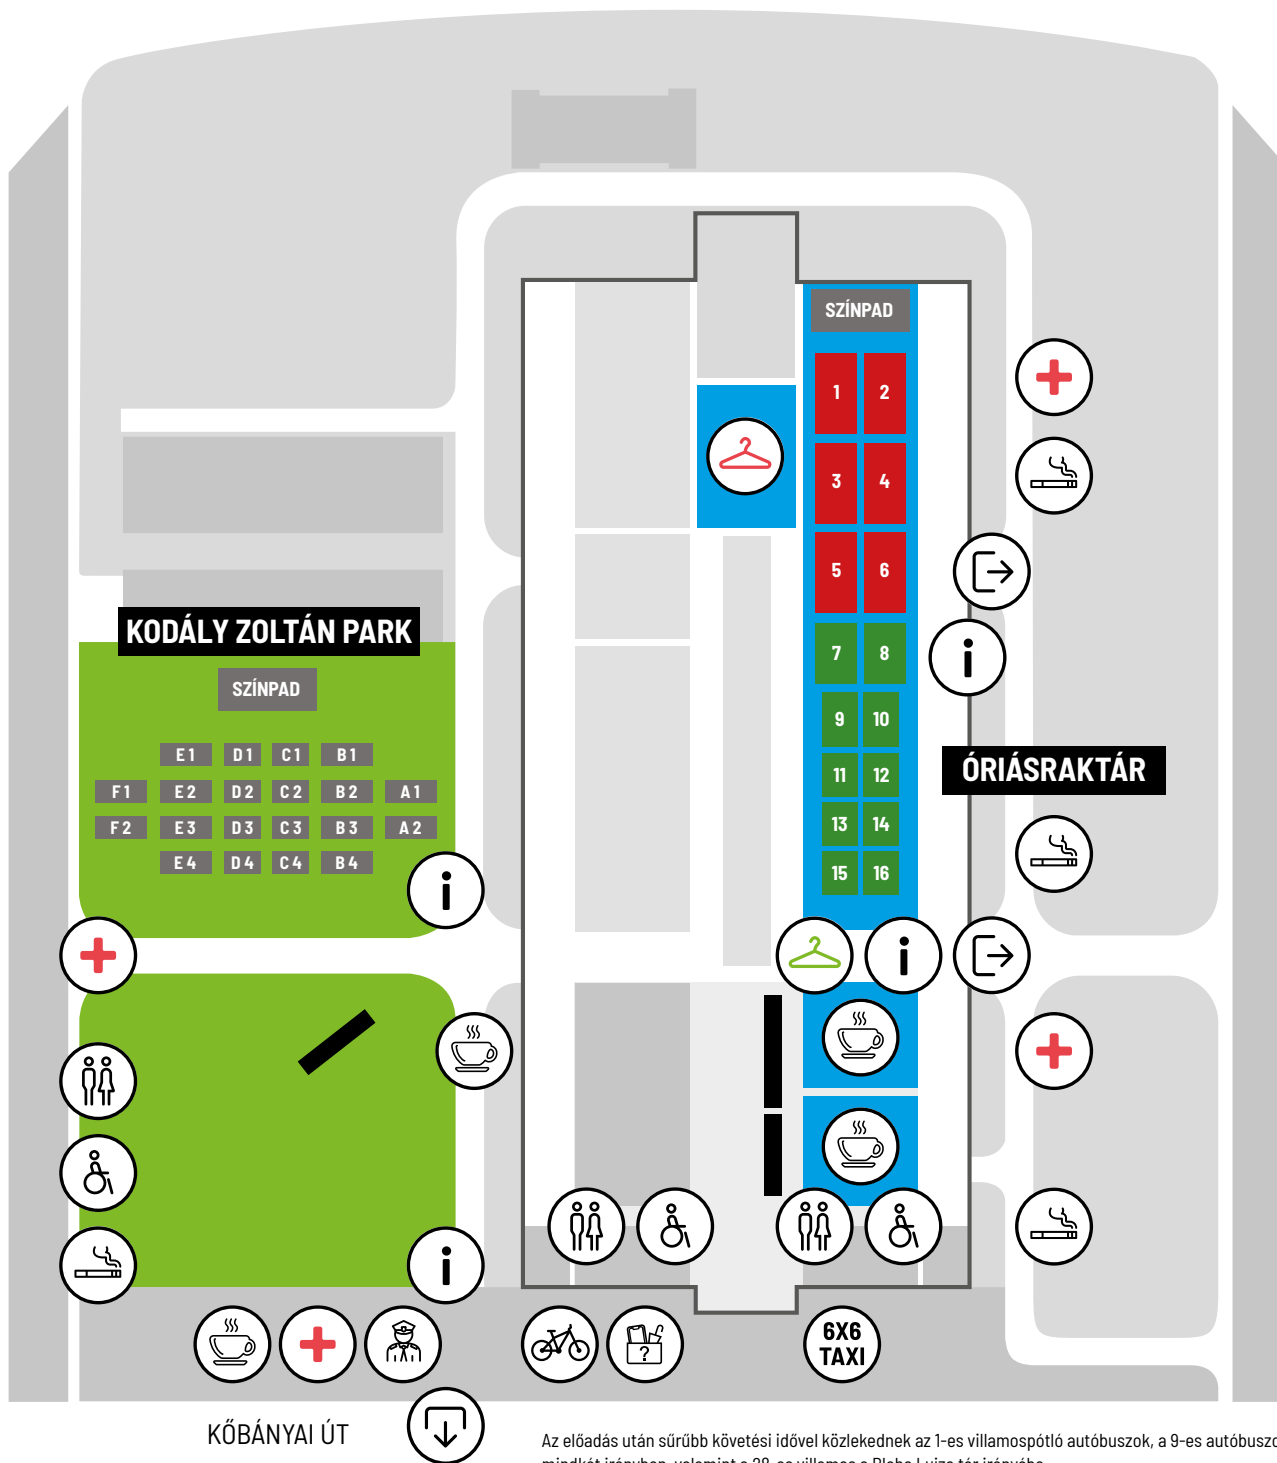 SZÍNPAD
1 2
3 4
5 6
7 8
9 10
11 12
13 14
15 16
KODÁLY ZOLTÁN PARK
SZÍNPAD
E1 D1 C1 B1
F1 E2 D2 C2 B2 A1
F2 E3 D3 C3 B3 A2
E4 D4 C4 B4
i
ÓRIÁSRAKTÁR
i
i
i
?
6X6
TAXI
KŐBÁNYAI ÚT
Az előadás után sűrűbb követési idővel közlekednek az 1-es villamospótló autóbuszok, a 9-es